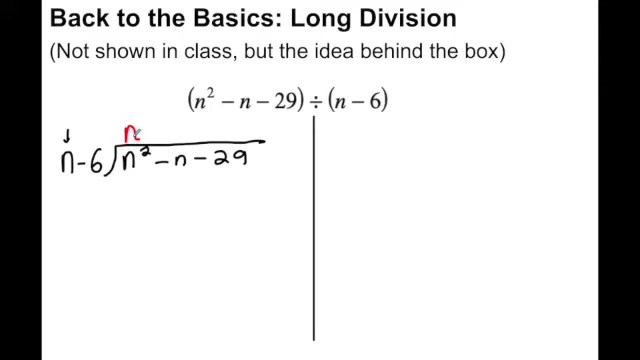 Back to the Basics: Long Division
(Not shown in class, but the idea behind the box)
(n² − n − 29) ÷ (n − 6)
n
n - 6 n² - n - 29